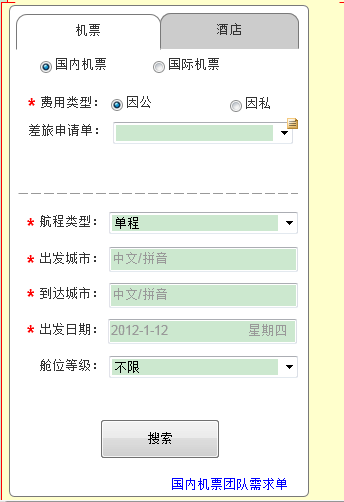 机票 酒店
国内机票 国际机票
* 费用类型： 因公 因私
差旅申请单：
* 航程类型： 单程
* 出发城市： 中文/拼音
* 到达城市： 中文/拼音
* 出发日期： 2012-1-12 星期四
舱位等级： 不限
搜索
国内机票团队需求单